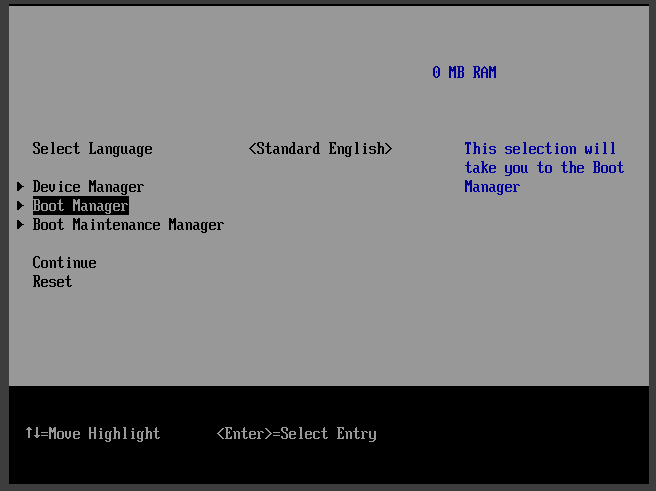 0 MB RAM
Select Language <Standard English> This selection will
take you to the Boot
Device Manager Manager
Boot Manager
Boot Maintenance Manager
Continue
Reset
↑↓=Move Highlight <Enter>=Select Entry